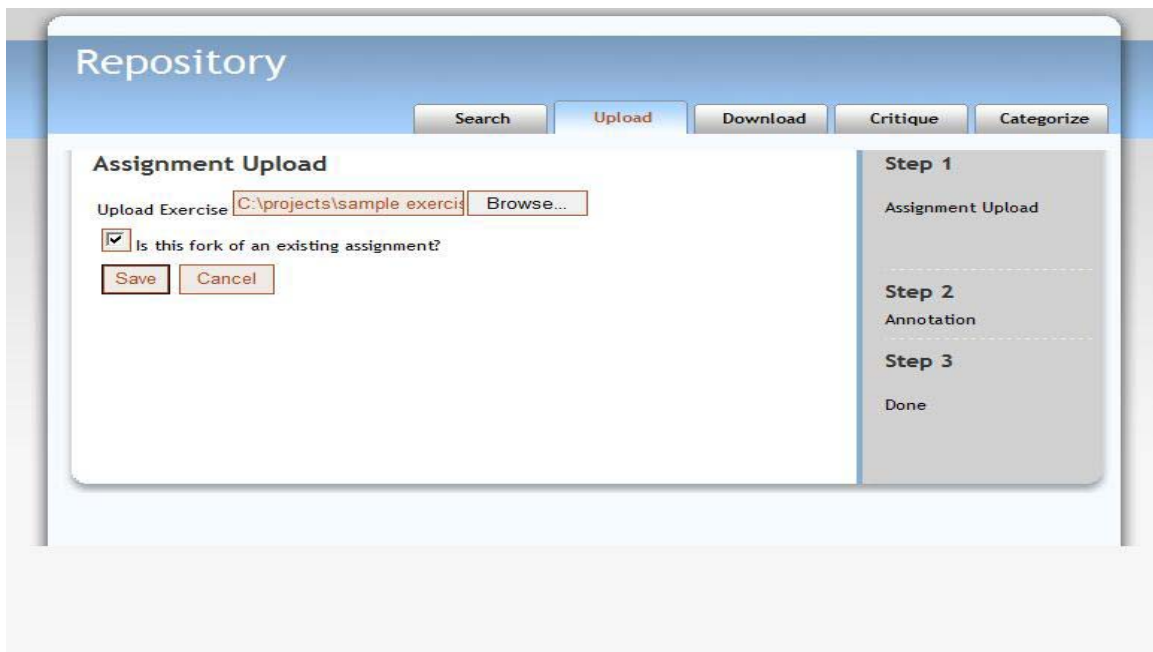 Repository
Search Upload Download Critique Categorize
Assignment Upload
Upload Exercise C:\projects\sample exercis Browse...
Is this fork of an existing assignment?
Save Cancel
Step 1
Assignment Upload
Step 2
Annotation
Step 3
Done